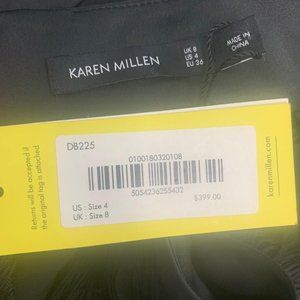 KAREN MILLEN
UK 8
US 4
EU 36
MADE IN
CHINA
Returns will be accepted if
the original tag is attached
DB225
0100180320108
5054236255432
US : Size 4
UK : Size 8
$399.00
karenmillen.com